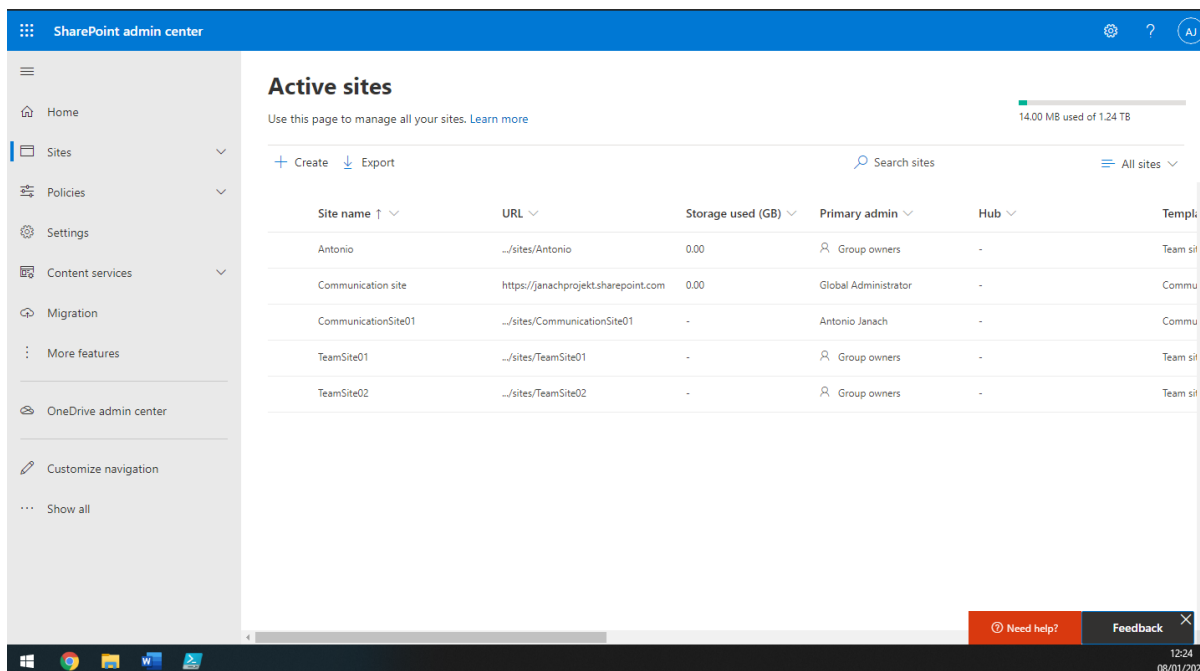 SharePoint admin center
? AJ
Home
Sites
Policies
Settings
Content services
Migration
More features
OneDrive admin center
Customize navigation
Show all
Active sites
Use this page to manage all your sites. Learn more
14.00 MB used of 1.24 TB
Create Export Search sites All sites
Site name ↑ URL Storage used (GB) Primary admin Hub Templa
Antonio .../sites/Antonio 0.00 Group owners - Team sit
Communication site https://janachprojekt.sharepoint.com 0.00 Global Administrator - Commu
CommunicationSite01 .../sites/CommunicationSite01 - Antonio Janach - Commu
TeamSite01 .../sites/TeamSite01 - Group owners - Team sit
TeamSite02 .../sites/TeamSite02 - Group owners - Team sit
Need help? Feedback
12:24
08/01/202